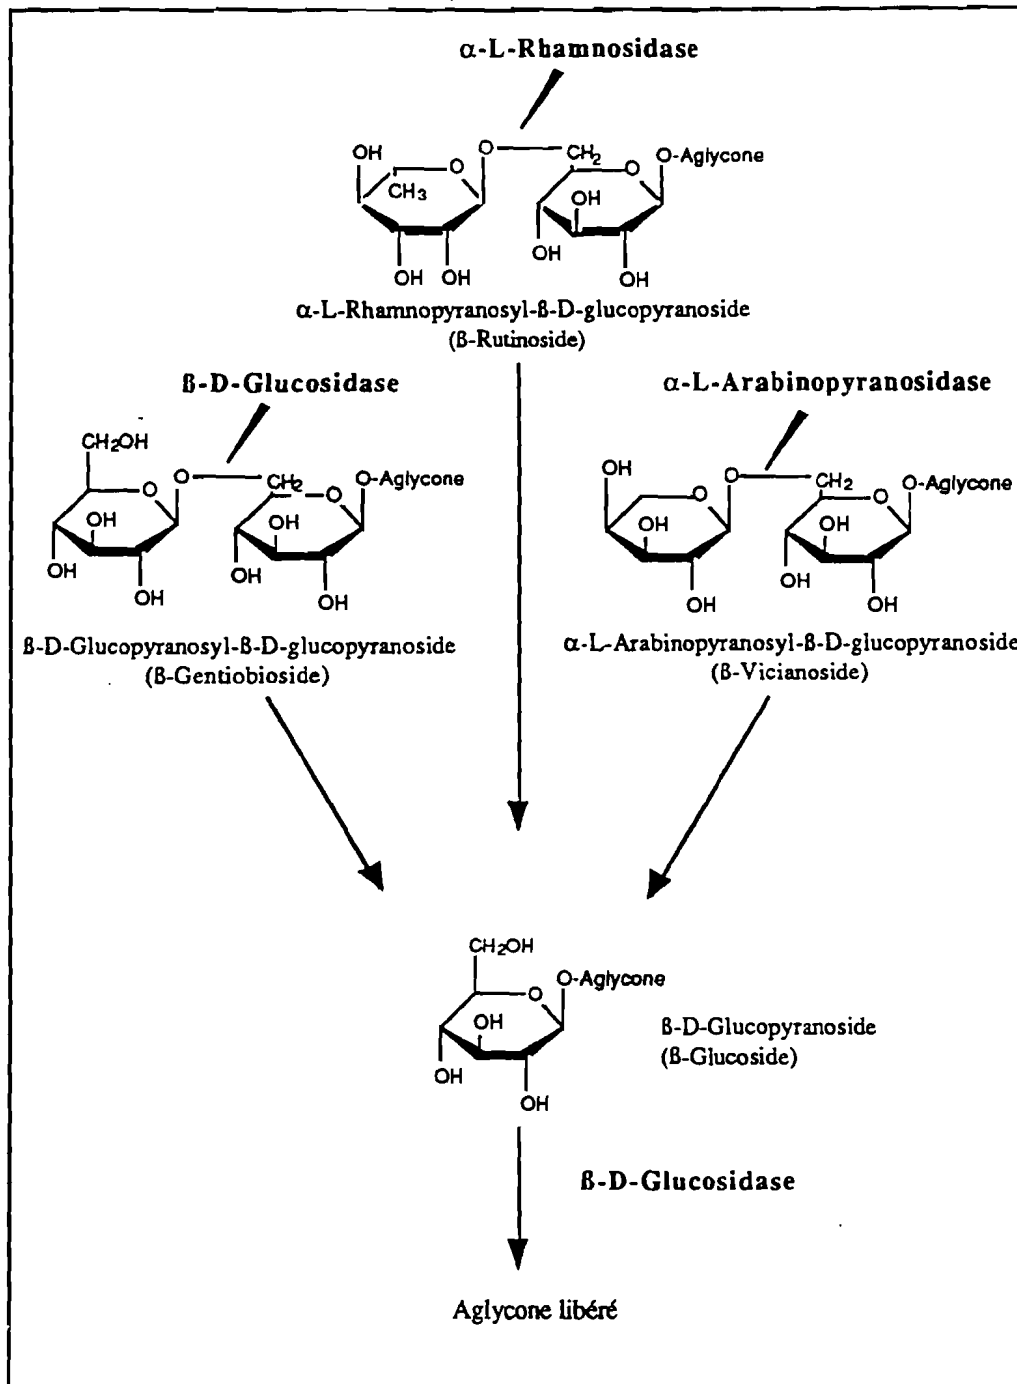 α-L-Rhamnosidase
OH O CH₂ O-Aglycone
O O
CH₃ OH
OH
OH OH OH
α-L-Rhamnopyranosyl-ß-D-glucopyranoside
(ß-Rutinoside)
ß-D-Glucosidase
CH₂OH
O CH₂ O-Aglycone
O O
OH OH
OH OH
OH OH
ß-D-Glucopyranosyl-ß-D-glucopyranoside
(ß-Gentiobioside)
α-L-Arabinopyranosidase
OH O CH₂ O-Aglycone
O O
OH OH
OH
OH OH
α-L-Arabinopyranosyl-ß-D-glucopyranoside
(ß-Vicianoside)
CH₂OH
O-Aglycone
O
OH
OH
OH
ß-D-Glucopyranoside
(ß-Glucoside)
ß-D-Glucosidase
Aglycone libéré